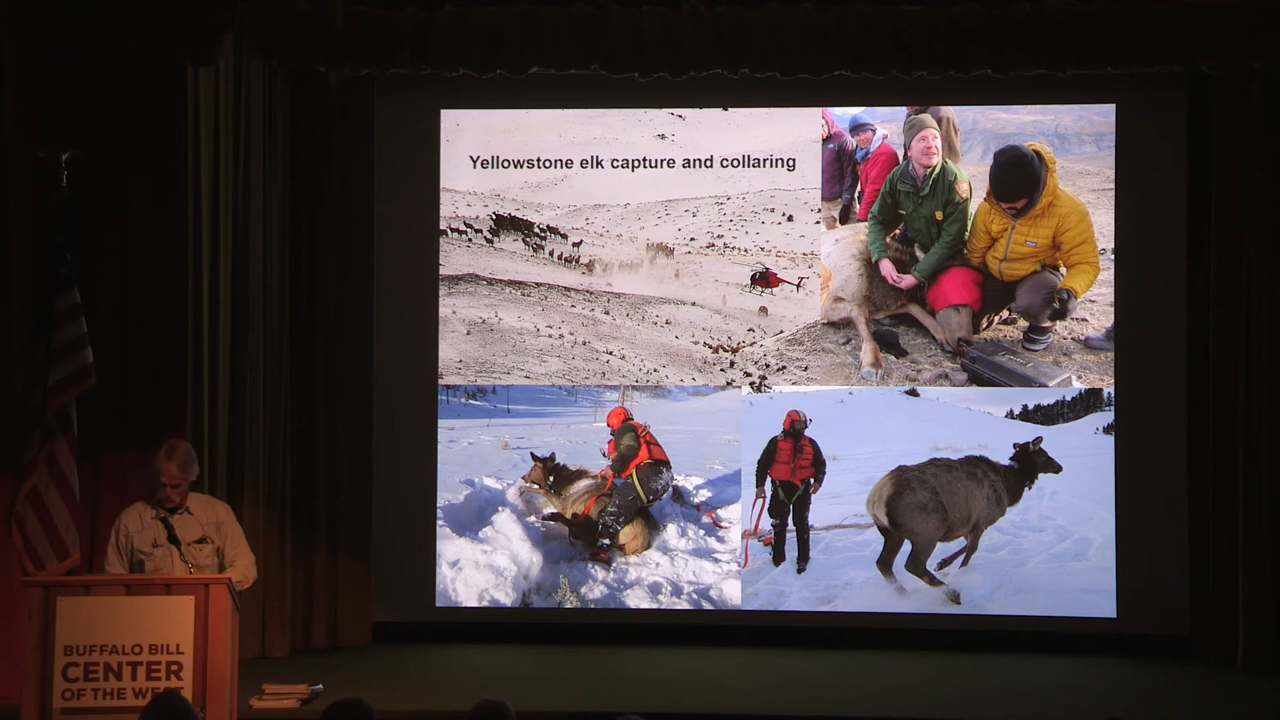 Yellowstone elk capture and collaring
BUFFALO BILL
CENTER
OF THE WEST